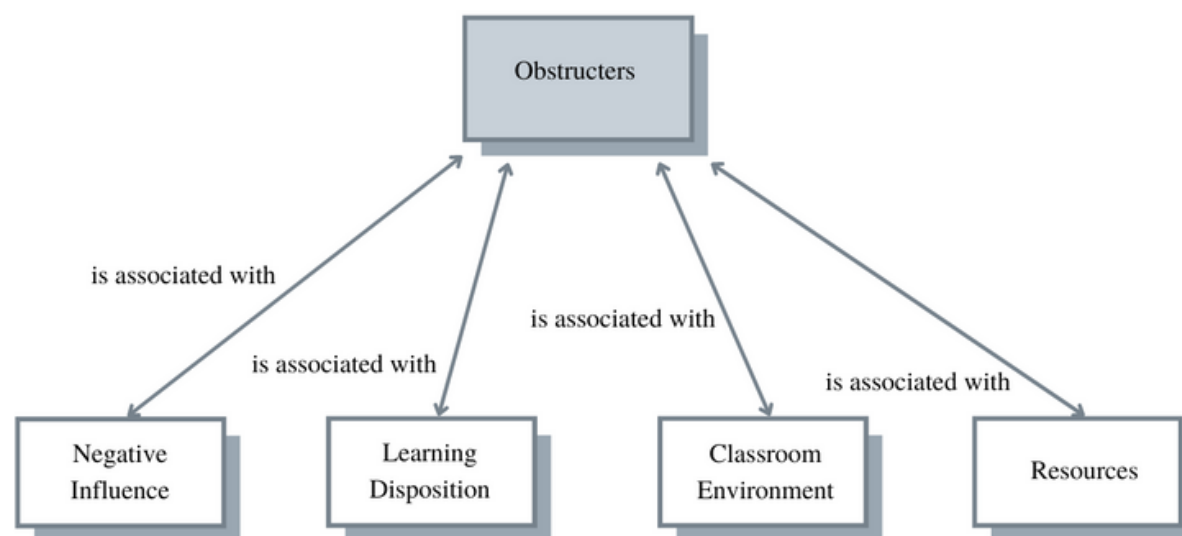 Obstructers
is associated with
is associated with
is associated with
is associated with
Negative
Influence
Learning
Disposition
Classroom
Environment
Resources